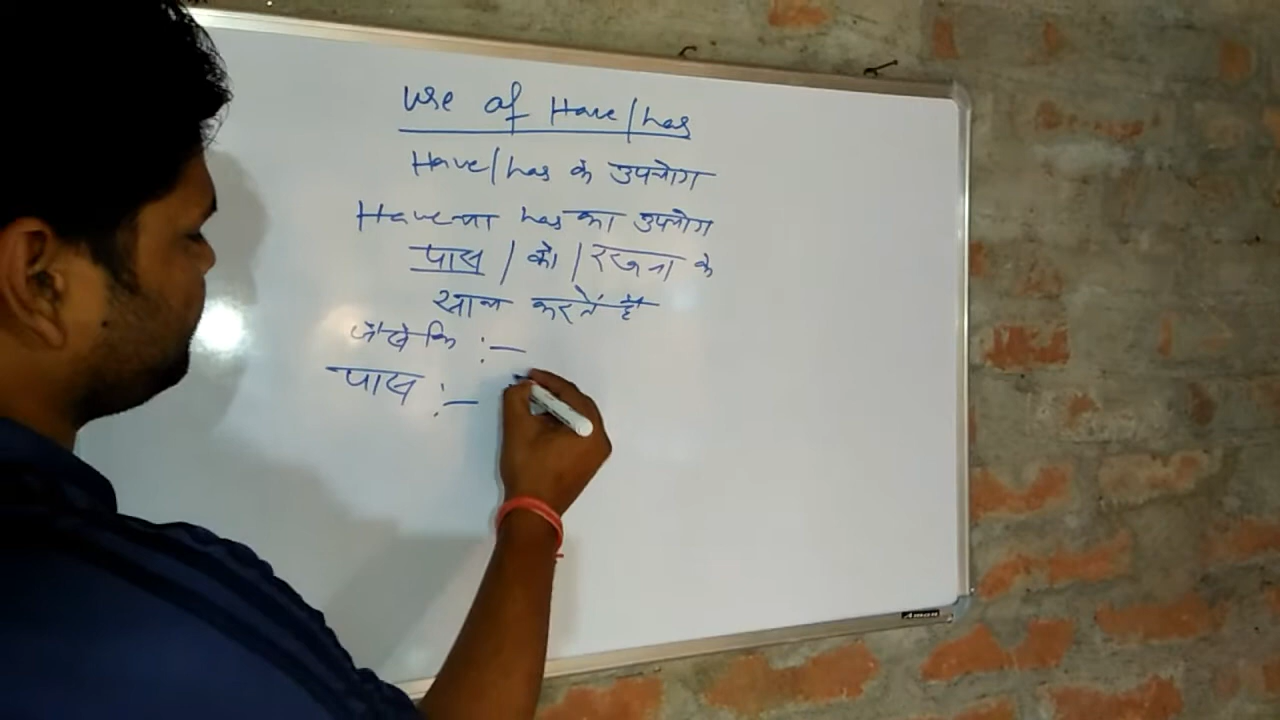 Use of Have/has
Have/has के उपयोग
Have या has का उपयोग
पास / को / रखना के
साथ करते हैं
जैसे कि :-
पास :-